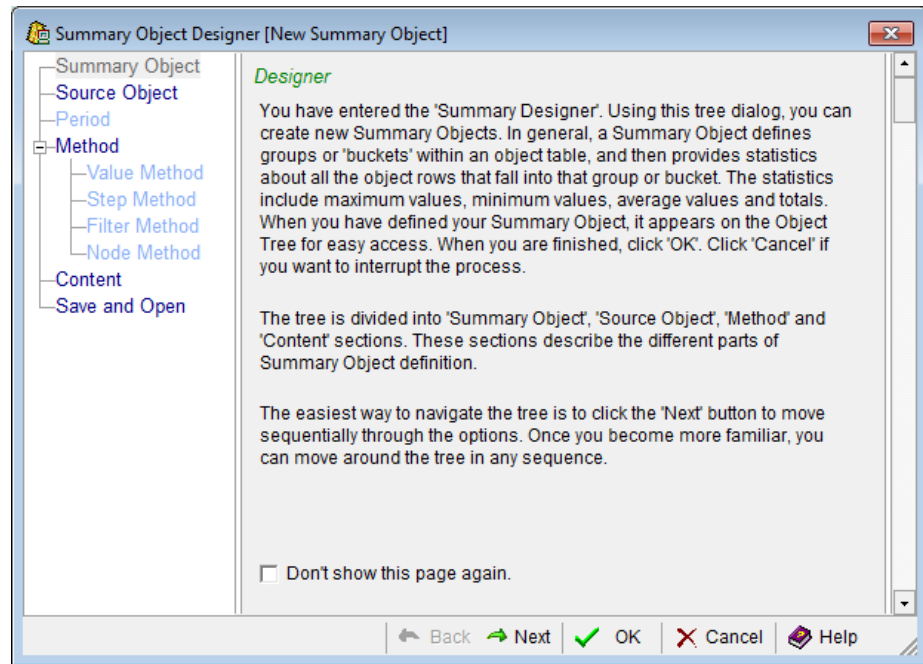 Summary Object Designer [New Summary Object]
Summary Object
Source Object
Period
Method
Value Method
Step Method
Filter Method
Node Method
Content
Save and Open
Designer
You have entered the 'Summary Designer'. Using this tree dialog, you can
create new Summary Objects. In general, a Summary Object defines
groups or 'buckets' within an object table, and then provides statistics
about all the object rows that fall into that group or bucket. The statistics
include maximum values, minimum values, average values and totals.
When you have defined your Summary Object, it appears on the Object
Tree for easy access. When you are finished, click 'OK'. Click 'Cancel' if
you want to interrupt the process.
The tree is divided into 'Summary Object', 'Source Object', 'Method' and
'Content' sections. These sections describe the different parts of
Summary Object definition.
The easiest way to navigate the tree is to click the 'Next' button to move
sequentially through the options. Once you become more familiar, you
can move around the tree in any sequence.
Don't show this page again.
Back Next OK Cancel Help